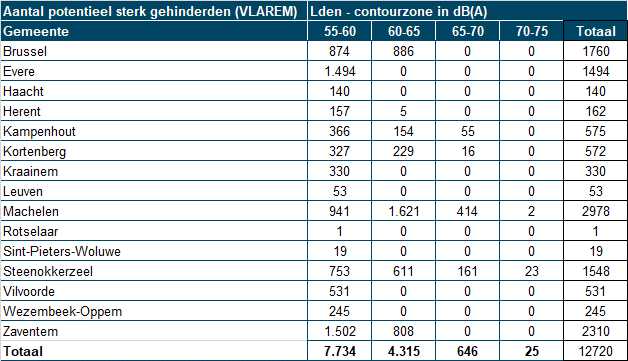 Aantal potentieel sterk gehinderden (VLAREM) Lden - contourzone in dB(A)
Gemeente 55-60 60-65 65-70 70-75 Totaal
Brussel 874 886 0 0 1760
Evere 1.494 0 0 0 1494
Haacht 140 0 0 0 140
Herent 157 5 0 0 162
Kampenhout 366 154 55 0 575
Kortenberg 327 229 16 0 572
Kraainem 330 0 0 0 330
Leuven 53 0 0 0 53
Machelen 941 1.621 414 2 2978
Rotselaar 1 0 0 0 1
Sint-Pieters-Woluwe 19 0 0 0 19
Steenokkerzeel 753 611 161 23 1548
Vilvoorde 531 0 0 0 531
Wezembeek-Oppem 245 0 0 0 245
Zaventem 1.502 808 0 0 2310
Totaal 7.734 4.315 646 25 12720